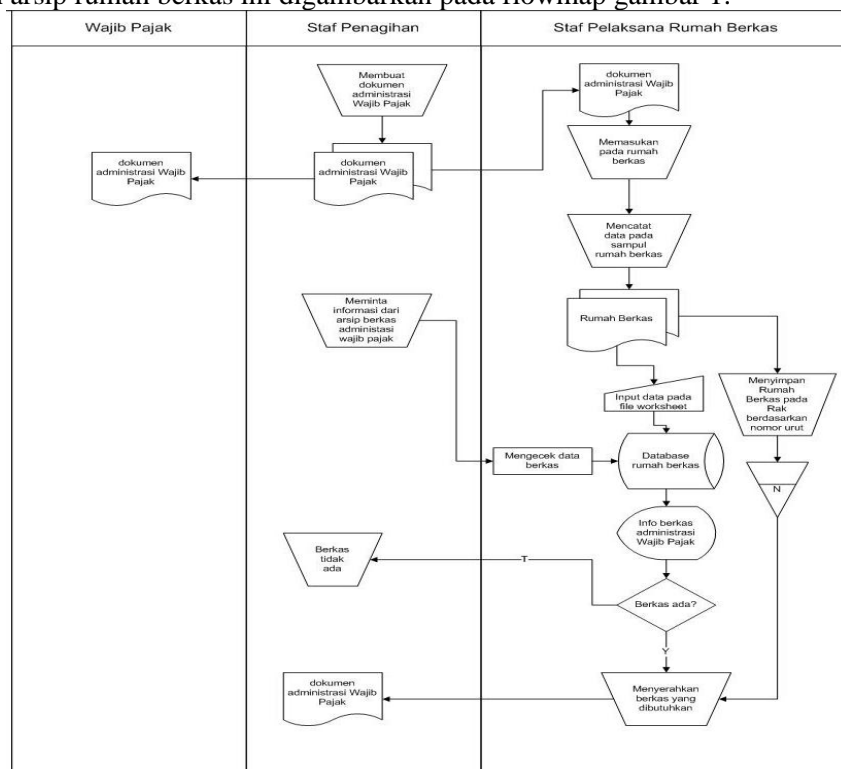 arsip rumah berkas ini digambarkan pada flowmap gambar 1.
Wajib Pajak
Staf Penagihan
Staf Pelaksana Rumah Berkas
Membuat
dokumen
administrasi
Wajib Pajak
dokumen
administrasi Wajib
Pajak
dokumen
administrasi Wajib
Pajak
dokumen
administrasi Wajib
Pajak
Memasukan
pada rumah
berkas
Mencatat
data pada
sampul
rumah berkas
Meminta
informasi dari
arsip berkas
administasi
wajib pajak
Rumah Berkas
Input data pada
file worksheet
Menyimpan
Rumah
Berkas pada
Rak
berdasarkan
nomor urut
Mengecek data
berkas
Database
rumah berkas
N
Info berkas
administrasi
Wajib Pajak
Berkas
tidak
ada
T
Berkas ada?
Y
dokumen
administrasi Wajib
Pajak
Menyerahkan
berkas yang
dibutuhkan